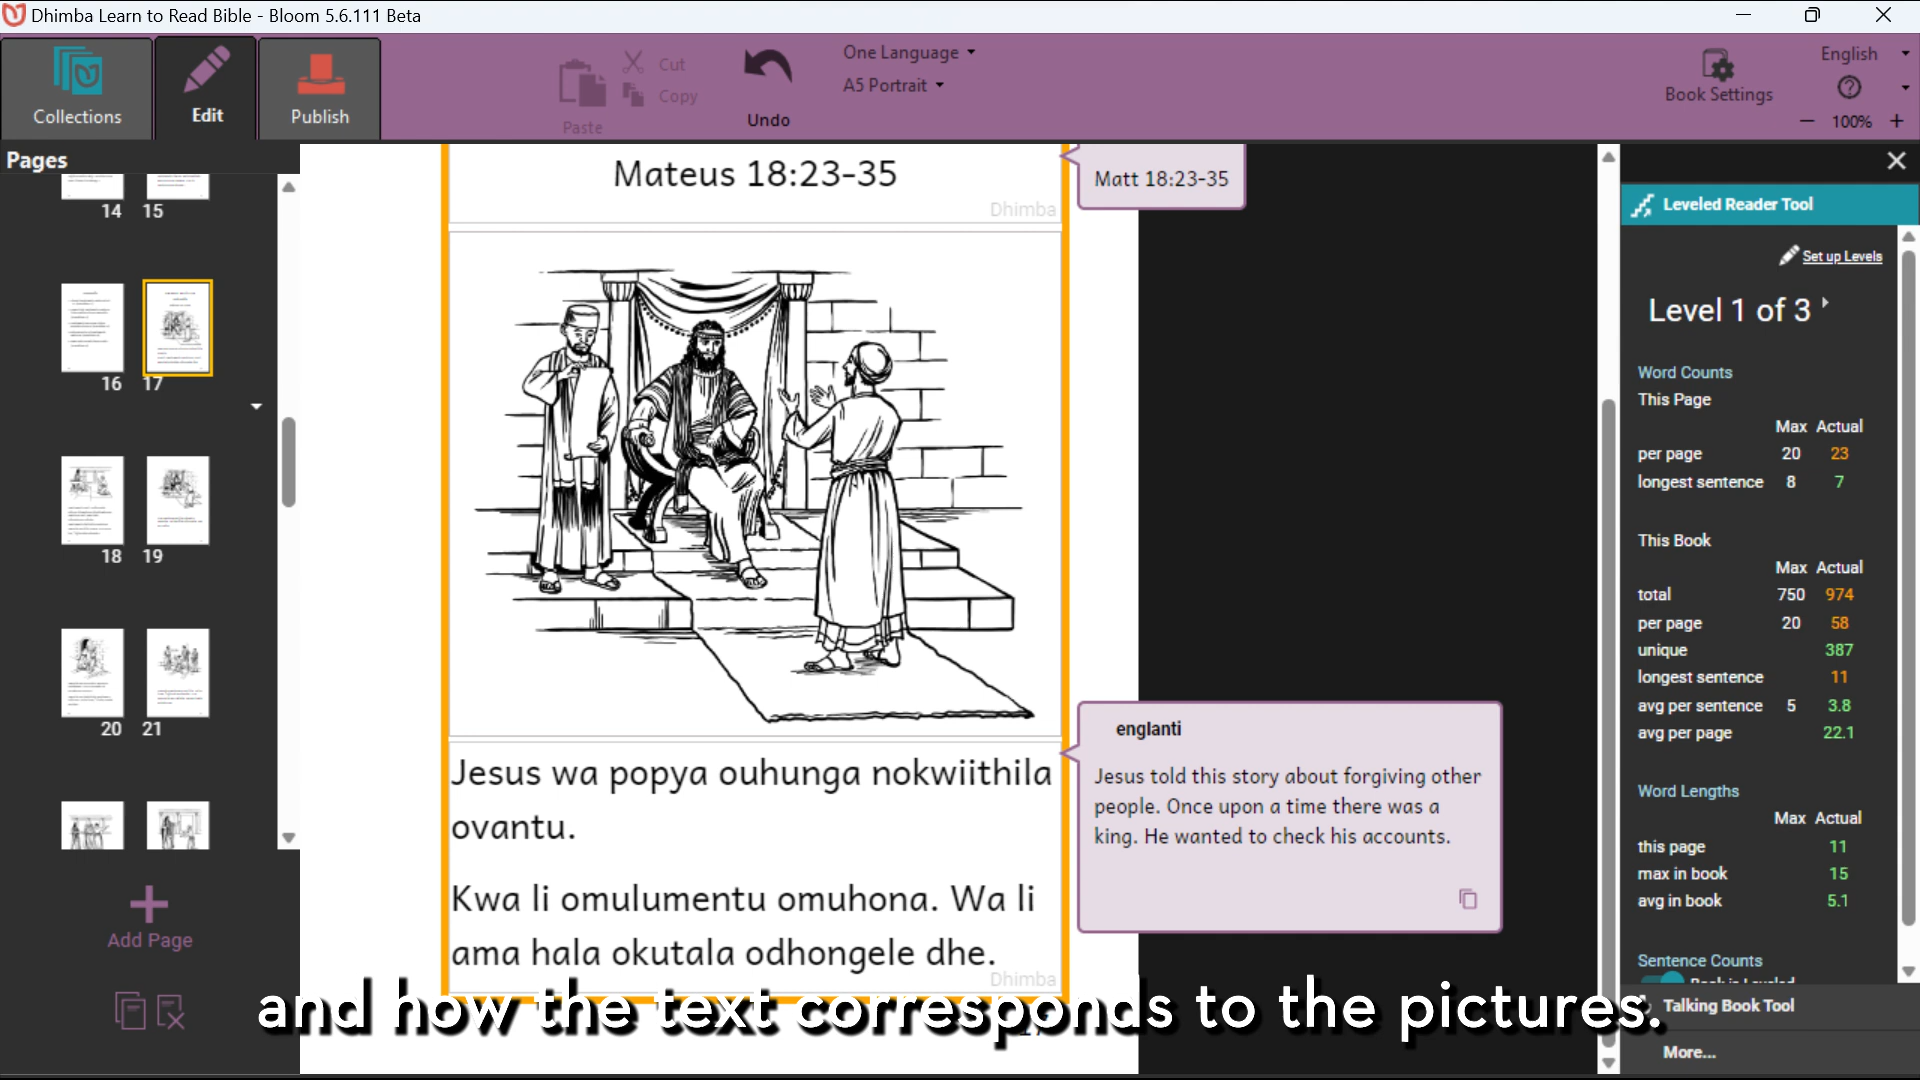 Dhimba Learn to Read Bible - Bloom 5.6.111 Beta
Collections
Edit
Publish
Paste
Cut
Copy
Undo
One Language
A5 Portrait
Book Settings
English
100%
Pages
14 15
16 17
18 19
20 21
Add Page
Mateus 18:23-35
Dhimba
Matt 18:23-35
Jesus wa popya ouhunga nokwiithila
ovantu.
Kwa li omulumentu omuhona. Wa li
ama hala okutala odhongele dhe.
Dhimba
englanti
Jesus told this story about forgiving other
people. Once upon a time there was a
king. He wanted to check his accounts.
Leveled Reader Tool
Set up Levels
Level 1 of 3
Word Counts
This Page
Max Actual
per page 20 23
longest sentence 8 7
This Book
Max Actual
total 750 974
per page 20 58
unique 387
longest sentence 11
avg per sentence 5 3.8
avg per page 22.1
Word Lengths
Max Actual
this page 11
max in book 15
avg in book 5.1
Sentence Counts
Talking Book Tool
More...
and how the text corresponds to the pictures.